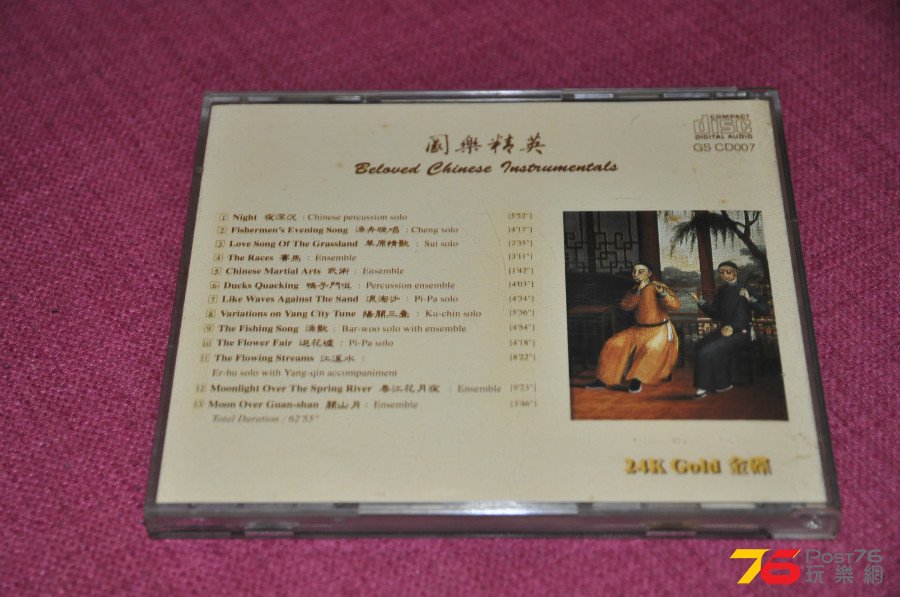 COMPACT
disc
DIGITAL AUDIO
GS CD007
國樂精英
Beloved Chinese Instrumentals
1 Night 夜深沉 : Chinese percussion solo [5'52"]
2 Fishermen's Evening Song 漁舟晚唱 : Cheng solo [4'17"]
3 Love Song Of The Grassland 草原情歌 : Sui solo [2'35"]
4 The Races 賽馬 : Ensemble [3'11"]
5 Chinese Martial Arts 武術 : Ensemble [1'42"]
6 Ducks Quacking 鴨子鬥咀 : Percussion ensemble [4'03"]
7 Like Waves Against The Sand 浪淘沙 : Pi-Pa solo [4'34"]
8 Variations on Yang City Tune 陽關三疊 : Ku-chin solo [5'36"]
9 The Fishing Song 漁歌 : Bar-woo solo with ensemble [4'54"]
10 The Flower Fair 逛花墟 : Pi-Pa solo [4'18"]
11 The Flowing Streams 江溪水 : [8'22"]
Er-hu solo with Yang-qin accompaniment
12 Moonlight Over The Spring River 春江花月夜 : Ensemble [9'23"]
13 Moon Over Guan-shan 關山月 : Ensemble [3'46"]
Total Duration : 62'55"
24K Gold 金碟
76 Post76
玩樂網